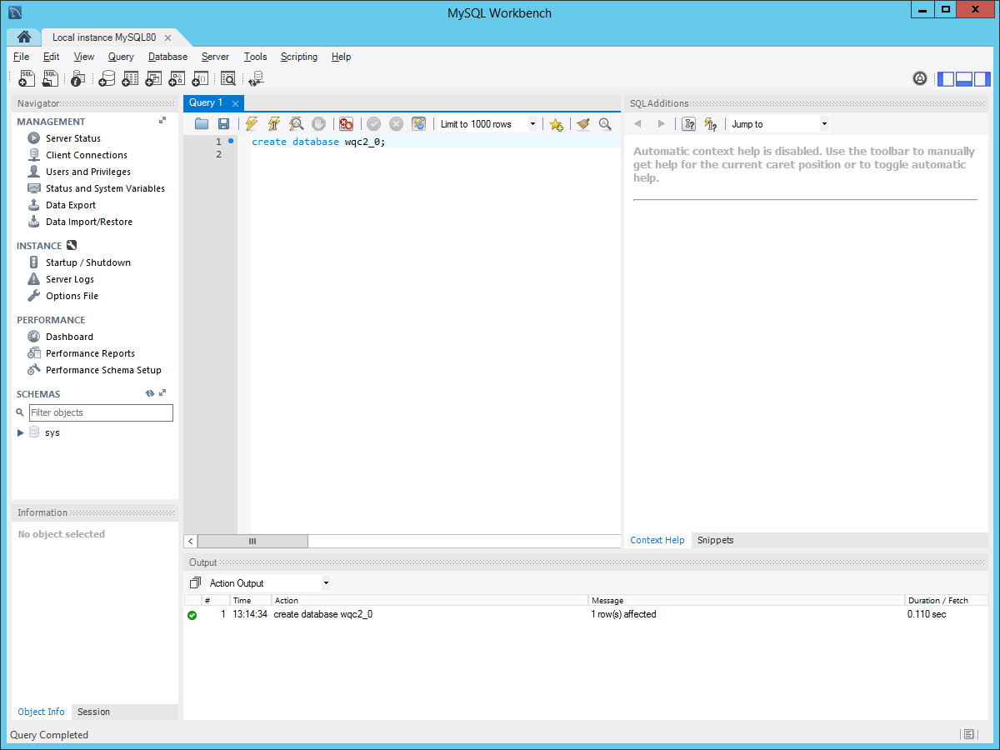 MySQL Workbench
Local instance MySQL80
File Edit View Query Database Server Tools Scripting Help
Navigator
MANAGEMENT
Server Status
Client Connections
Users and Privileges
Status and System Variables
Data Export
Data Import/Restore
INSTANCE
Startup / Shutdown
Server Logs
Options File
PERFORMANCE
Dashboard
Performance Reports
Performance Schema Setup
SCHEMAS
Filter objects
sys
Information
No object selected
Object Info Session
Query 1
Limit to 1000 rows
1 create database wqc2_0;
2
SQLAdditions
Jump to
Automatic context help is disabled. Use the toolbar to manually
get help for the current caret position or to toggle automatic
help.
Context Help Snippets
Output
Action Output
# Time Action Message Duration / Fetch
1 13:14:34 create database wqc2_0 1 row(s) affected 0.110 sec
Query Completed